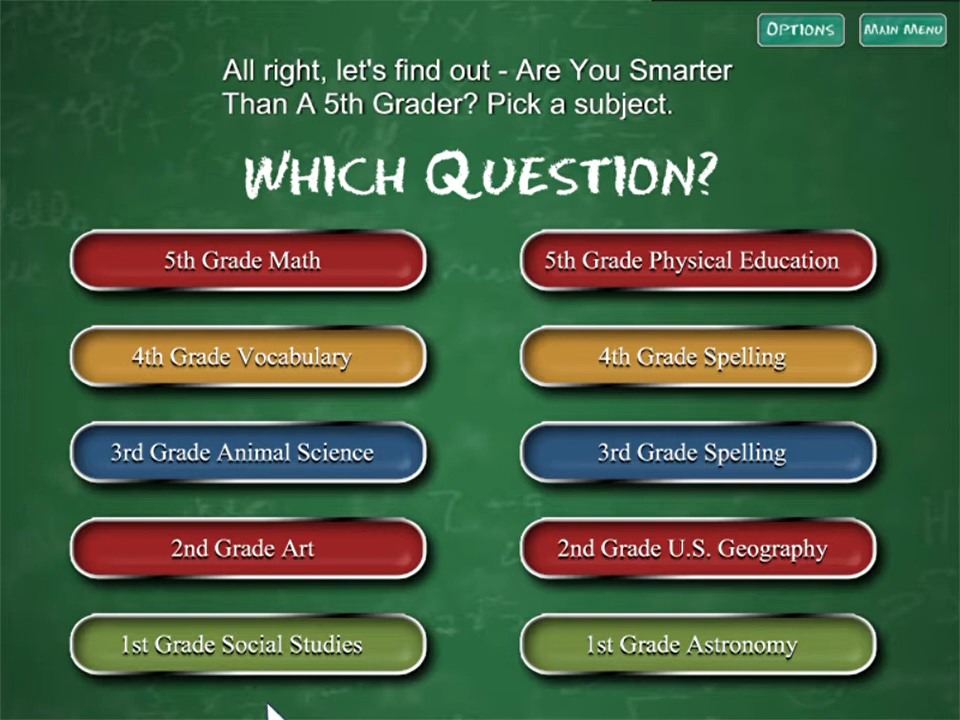 Options Main Menu
All right, let's find out - Are You Smarter
Than A 5th Grader? Pick a subject.
Which Question?
5th Grade Math
5th Grade Physical Education
4th Grade Vocabulary
4th Grade Spelling
3rd Grade Animal Science
3rd Grade Spelling
2nd Grade Art
2nd Grade U.S. Geography
1st Grade Social Studies
1st Grade Astronomy